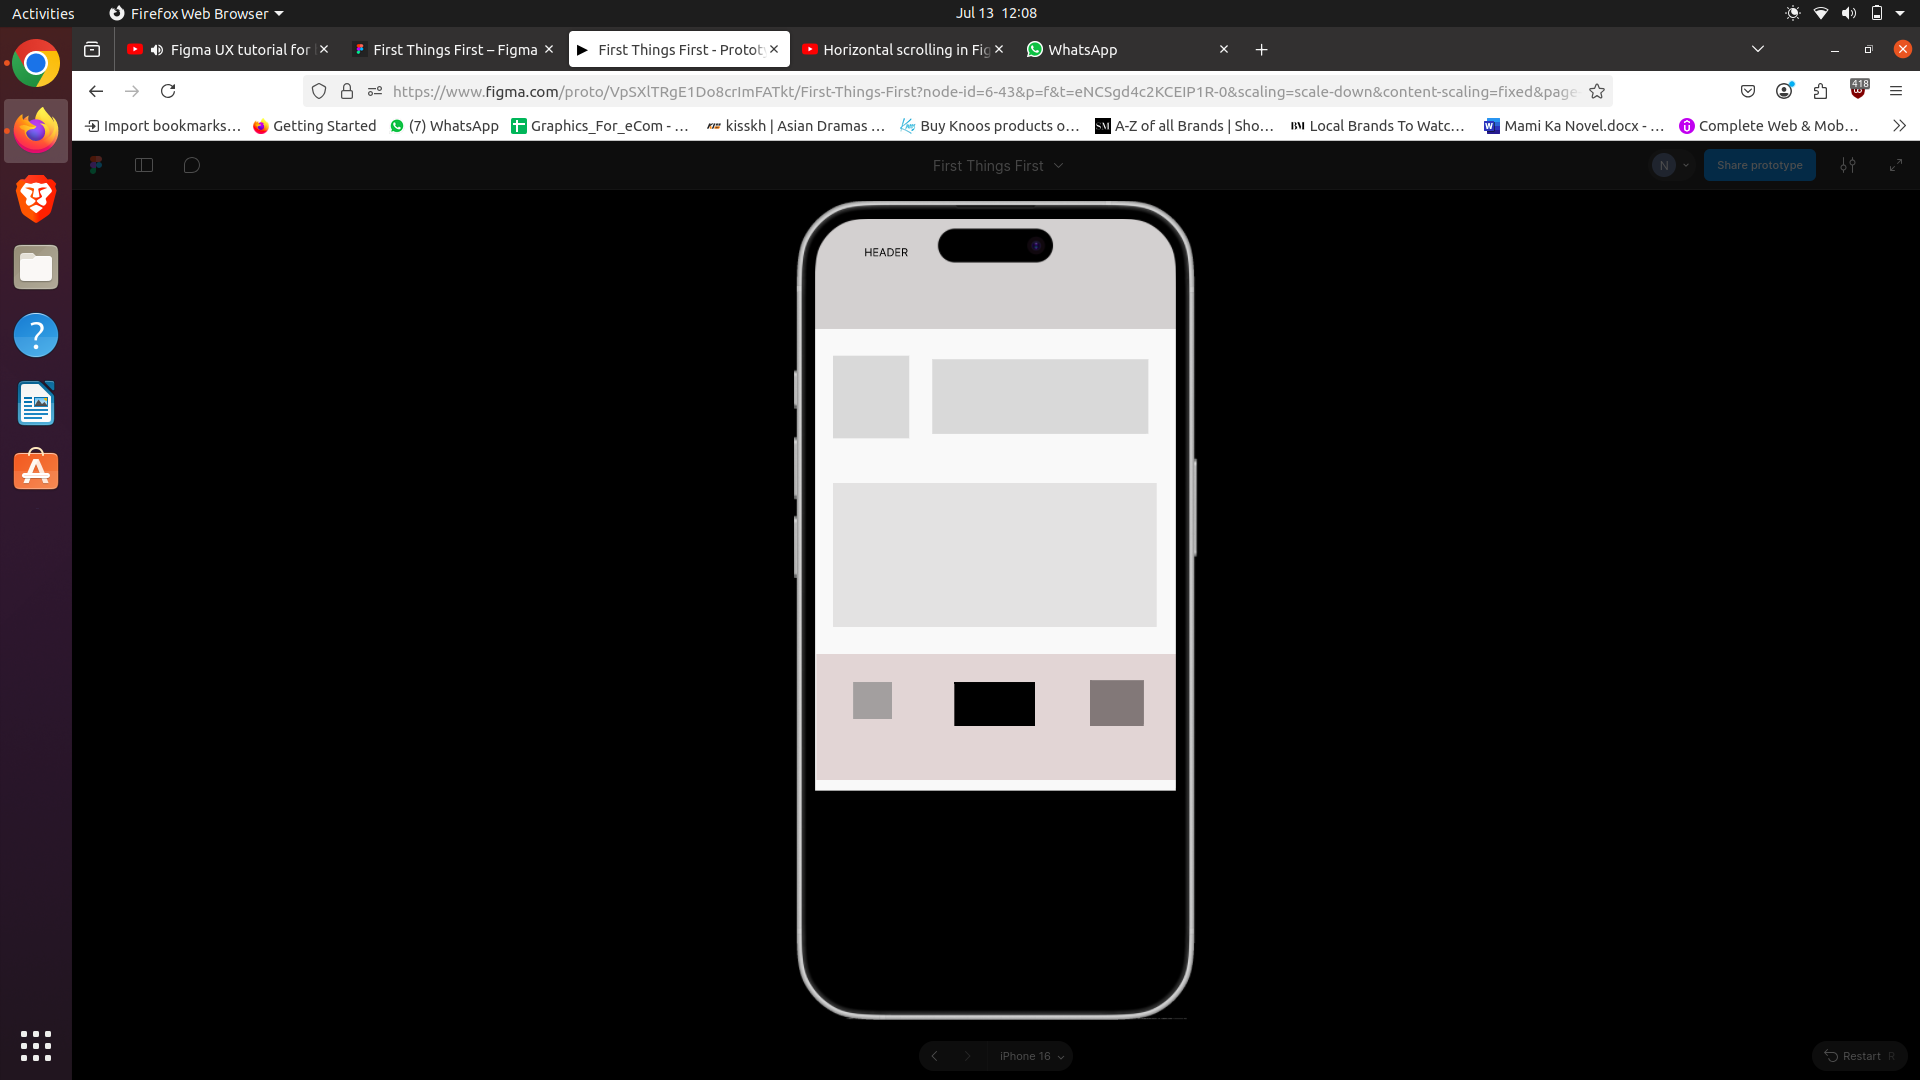 Activities Firefox Web Browser Jul 13 12:08
Figma UX tutorial for First Things First – Figma First Things First - Prototy Horizontal scrolling in Fig WhatsApp
https://www.figma.com/proto/VpSXlTRgE1Do8crImFATkt/First-Things-First?node-id=6-43&p=f&t=eNCSgd4c2KCEIP1R-0&scaling=scale-down&content-scaling=fixed&page- 418
Import bookmarks... Getting Started (7) WhatsApp Graphics_For_eCom - ... kisskh | Asian Dramas ... Buy Knoos products o... SM A-Z of all Brands | Sho... BM Local Brands To Watc... Mami Ka Novel.docx - ... Complete Web & Mob...
First Things First N Share prototype
HEADER
iPhone 16 Restart R